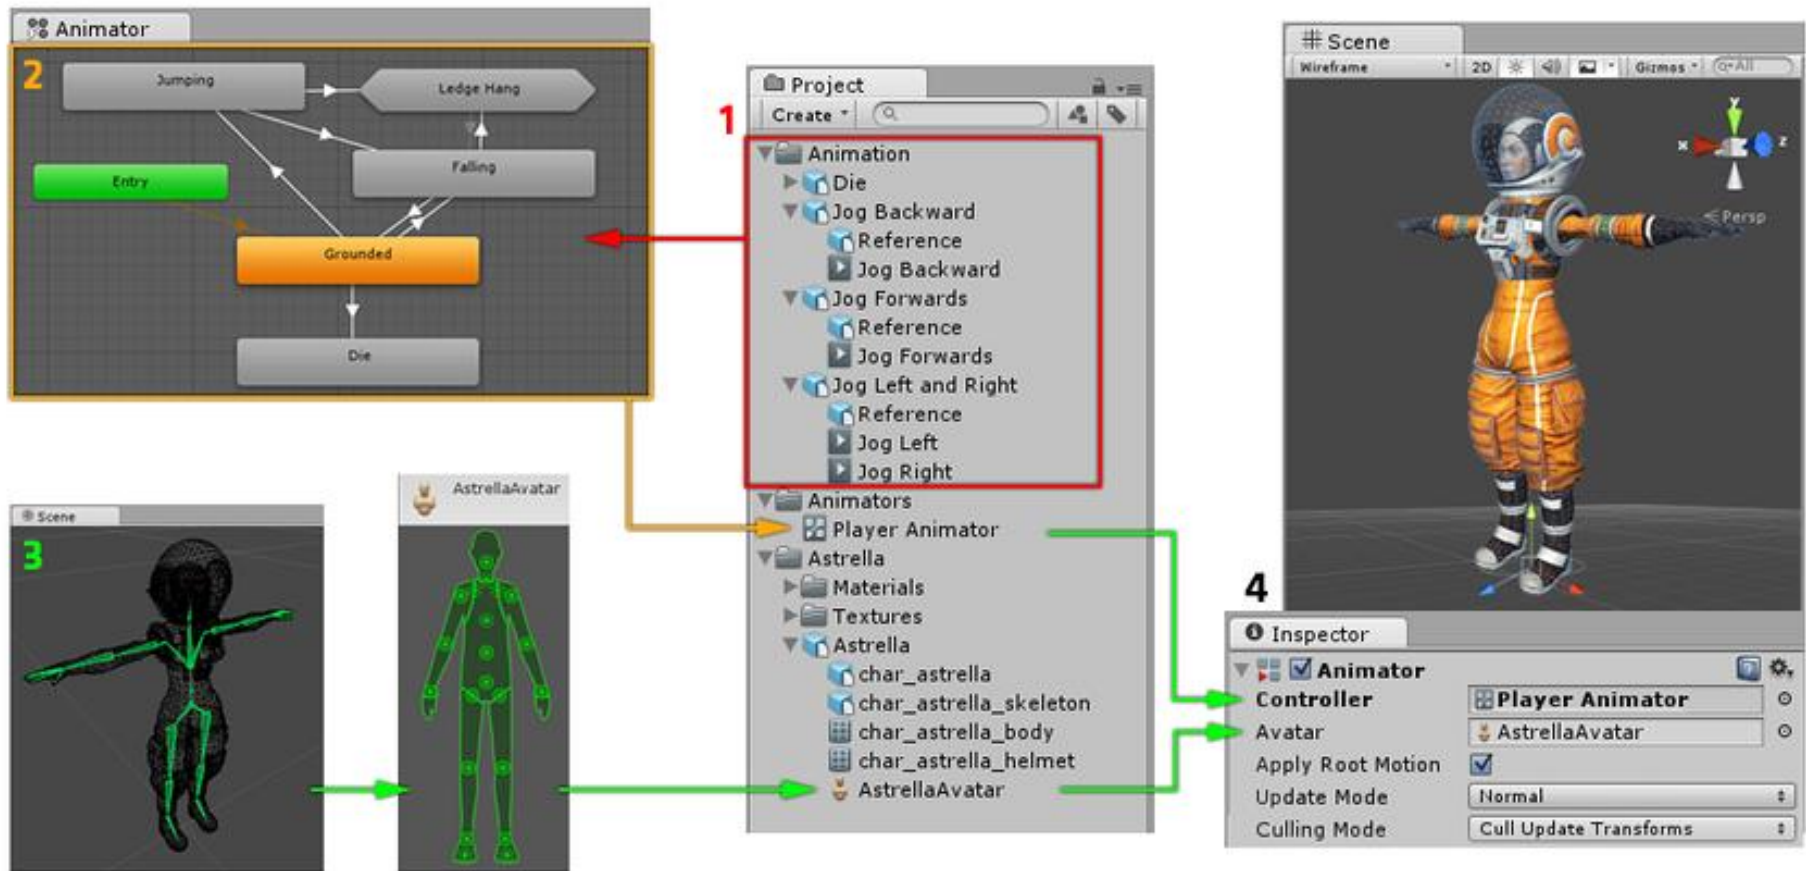 Animator
2
Jumping
Ledge Hang
Falling
Entry
Grounded
Die
Scene
3
AstrellaAvatar
1
Project
Create
Animation
Die
Jog Backward
Reference
Jog Backward
Jog Forwards
Reference
Jog Forwards
Jog Left and Right
Reference
Jog Left
Jog Right
Animators
Player Animator
Astrella
Materials
Textures
Astrella
char_astrella
char_astrella_skeleton
char_astrella_body
char_astrella_helmet
AstrellaAvatar
Scene
Wireframe 2D Gizmos All
y
x z
Persp
4
Inspector
Animator
Controller Player Animator
Avatar AstrellaAvatar
Apply Root Motion
Update Mode Normal
Culling Mode Cull Update Transforms